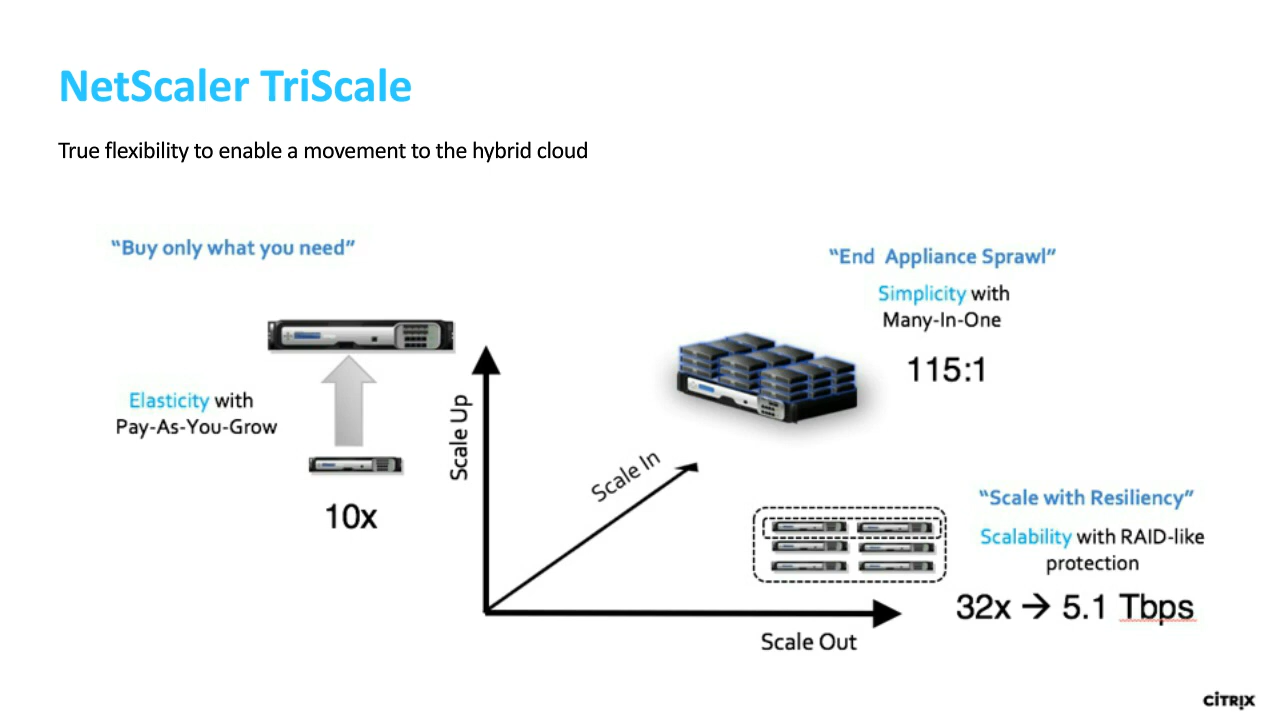 NetScaler TriScale
True flexibility to enable a movement to the hybrid cloud
“Buy only what you need”
Elasticity with
Pay-As-You-Grow
10x
Scale Up
Scale In
“End  Appliance Sprawl”
Simplicity with
Many-In-One
115:1
“Scale with Resiliency”
Scalability with RAID-like
protection
32x → 5.1 Tbps
Scale Out
CİTRIX